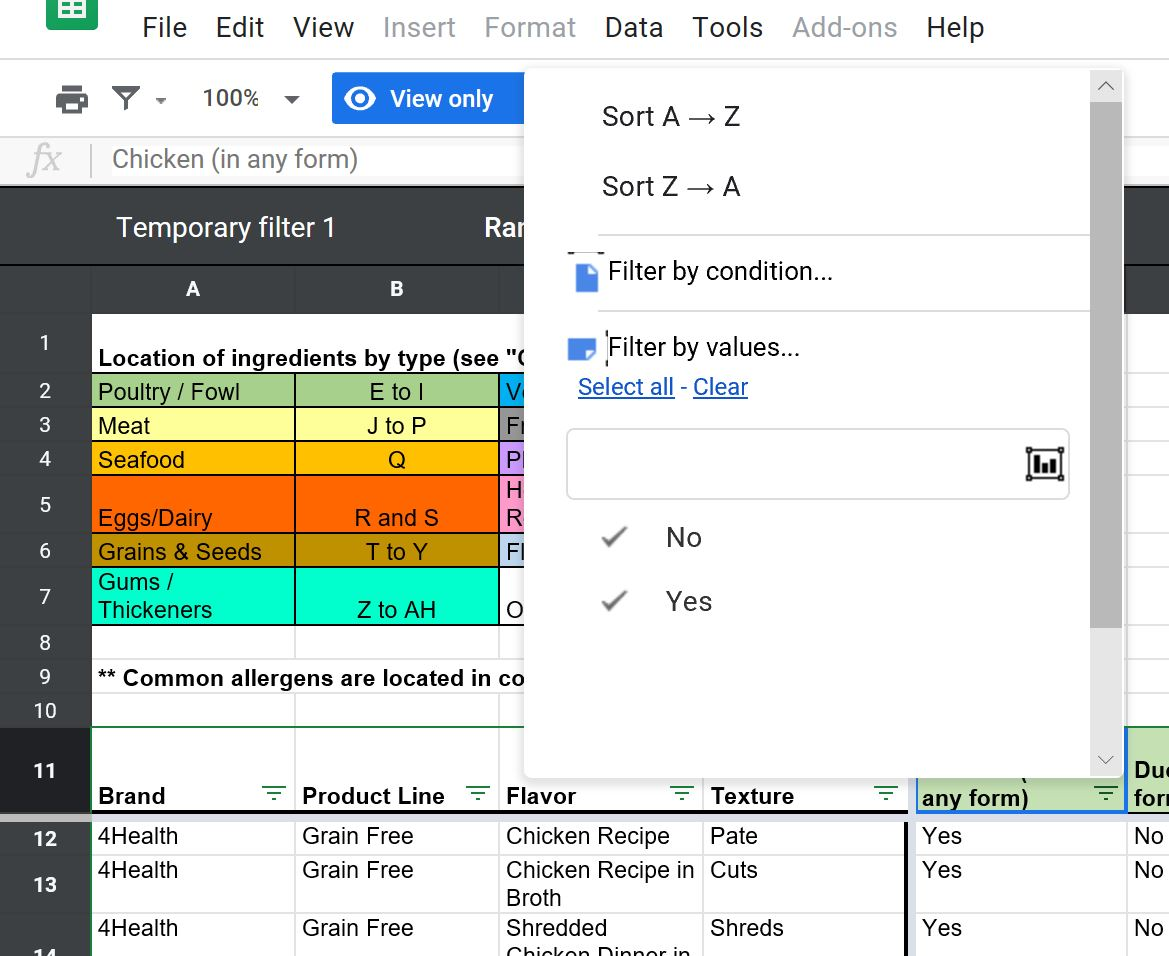 File Edit View Insert Format Data Tools Add-ons Help
100% View only
fx Chicken (in any form)
Temporary filter 1
A B
1 Location of ingredients by type (see
2 Poultry / Fowl E to I
3 Meat J to P
4 Seafood Q
5 Eggs/Dairy R and S
6 Grains & Seeds T to Y
7 Gums /
Thickeners Z to AH
8
9 ** Common allergens are located in
10
11 Brand Product Line Flavor Texture any form)
12 4Health Grain Free Chicken Recipe Pate Yes No
13 4Health Grain Free Chicken Recipe in Cuts Yes No
Broth
14 4Health Grain Free Shredded Shreds Yes No
Chicken Dinner in
Sort A → Z
Sort Z → A
Filter by condition...
Filter by values...
Select all - Clear
No
Yes